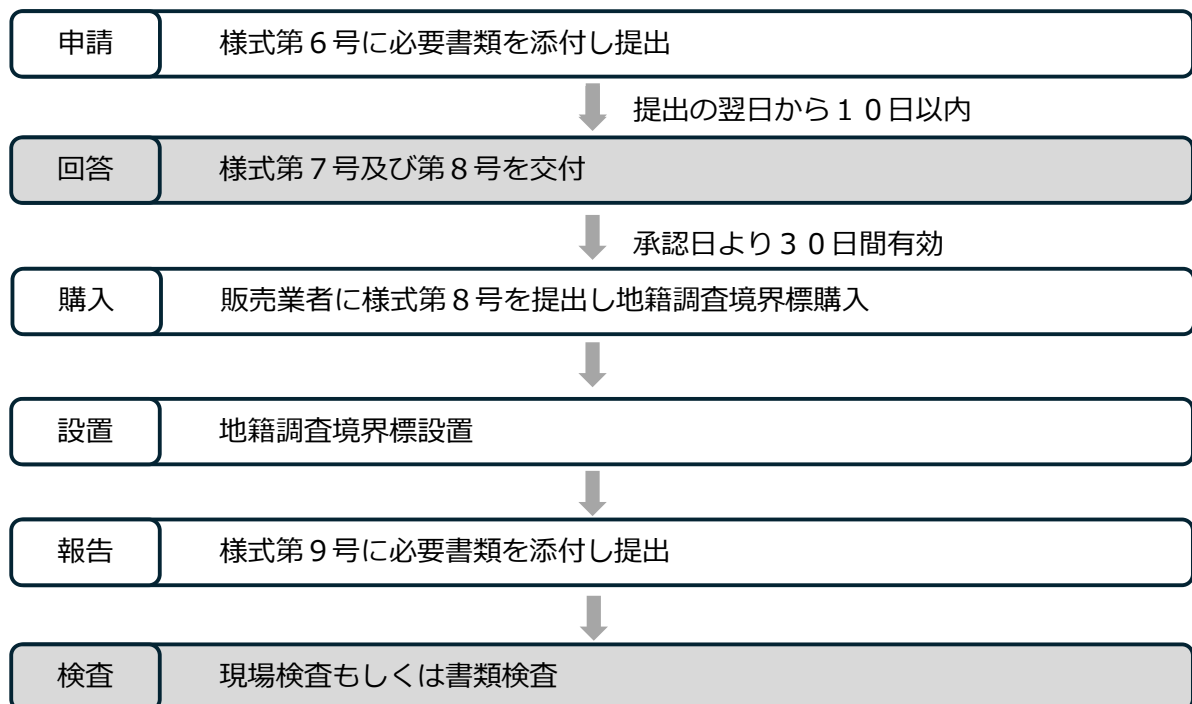 申請 様式第６号に必要書類を添付し提出
提出の翌日から１０日以内
回答 様式第７号及び第８号を交付
承認日より３０日間有効
購入 販売業者に様式第８号を提出し地籍調査境界標購入
設置 地籍調査境界標設置
報告 様式第９号に必要書類を添付し提出
検査 現場検査もしくは書類検査